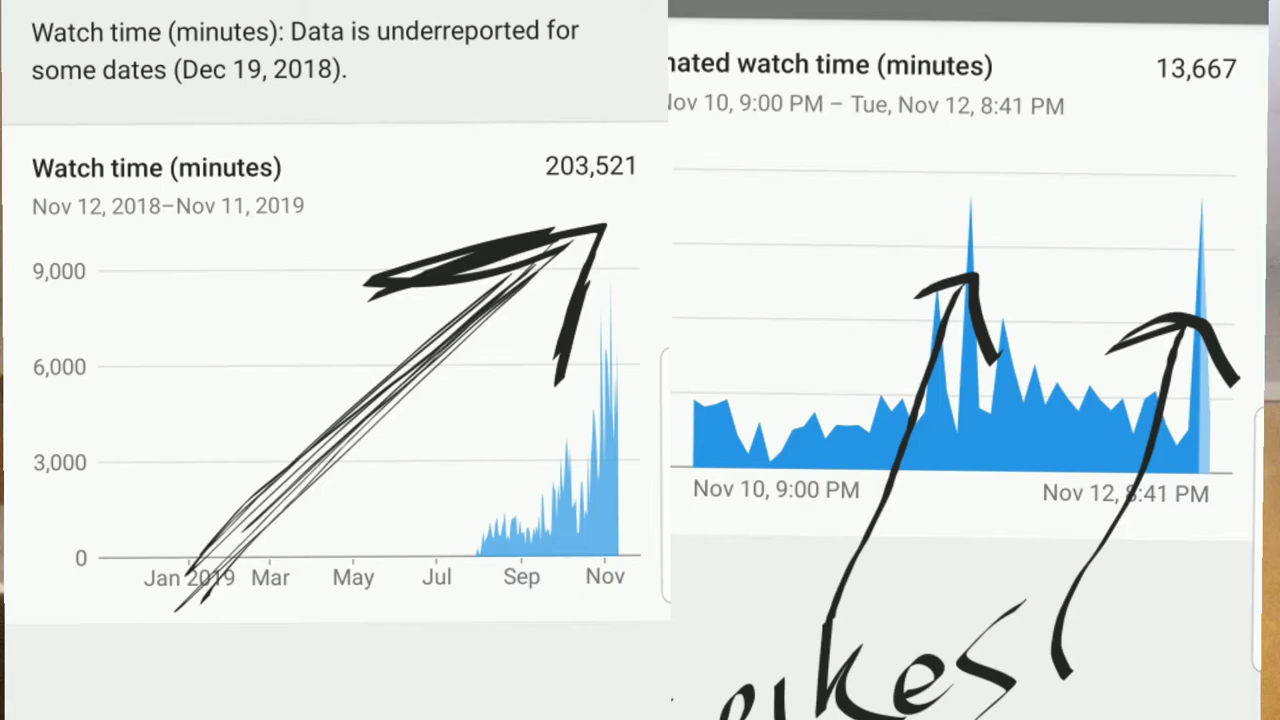 Watch time (minutes): Data is underreported for
some dates (Dec 19, 2018).
Watch time (minutes) 203,521
Nov 12, 2018–Nov 11, 2019
9,000
6,000
3,000
0
Jan 2019 Mar May Jul Sep Nov
nated watch time (minutes) 13,667
Nov 10, 9:00 PM – Tue, Nov 12, 8:41 PM
Nov 10, 9:00 PM Nov 12, 8:41 PM
pikes